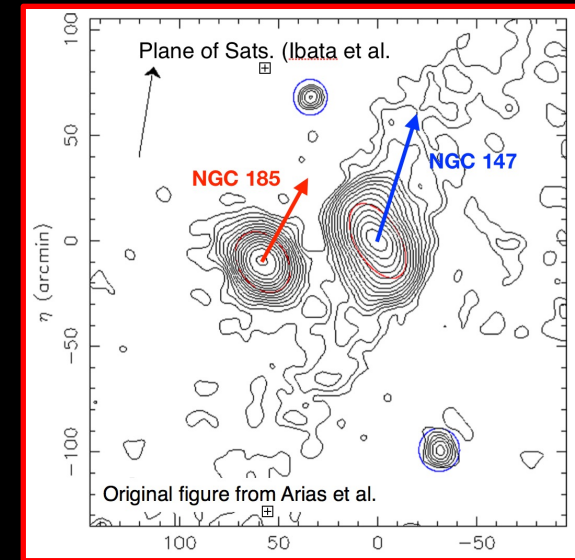 Plane of Sats. (Ibata et al.
NGC 185
NGC 147
η (arcmin)
100
50
0
-50
-100
Original figure from Arias et al.
100
50
0
-50